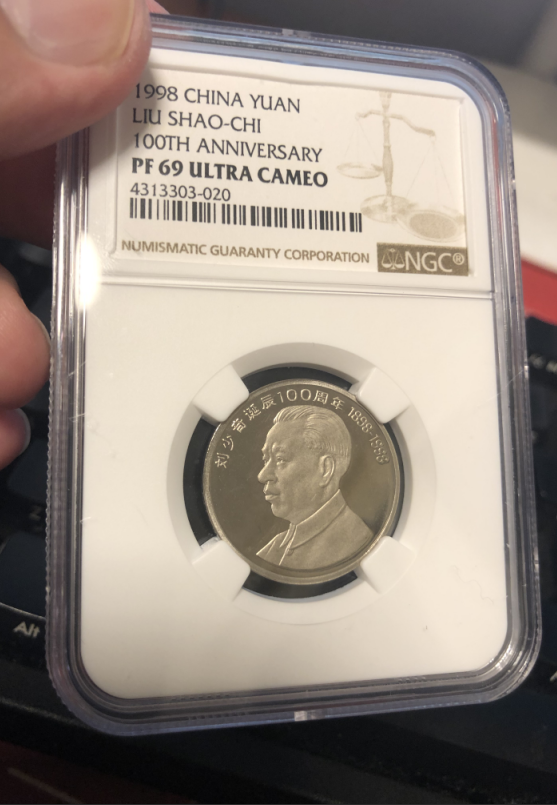 1998 CHINA YUAN
LIU SHAO-CHI
100TH ANNIVERSARY
PF 69 ULTRA CAMEO
4313303-020
NUMISMATIC GUARANTY CORPORATION
NGC®
刘少奇诞辰100周年 1898-1998
Alt